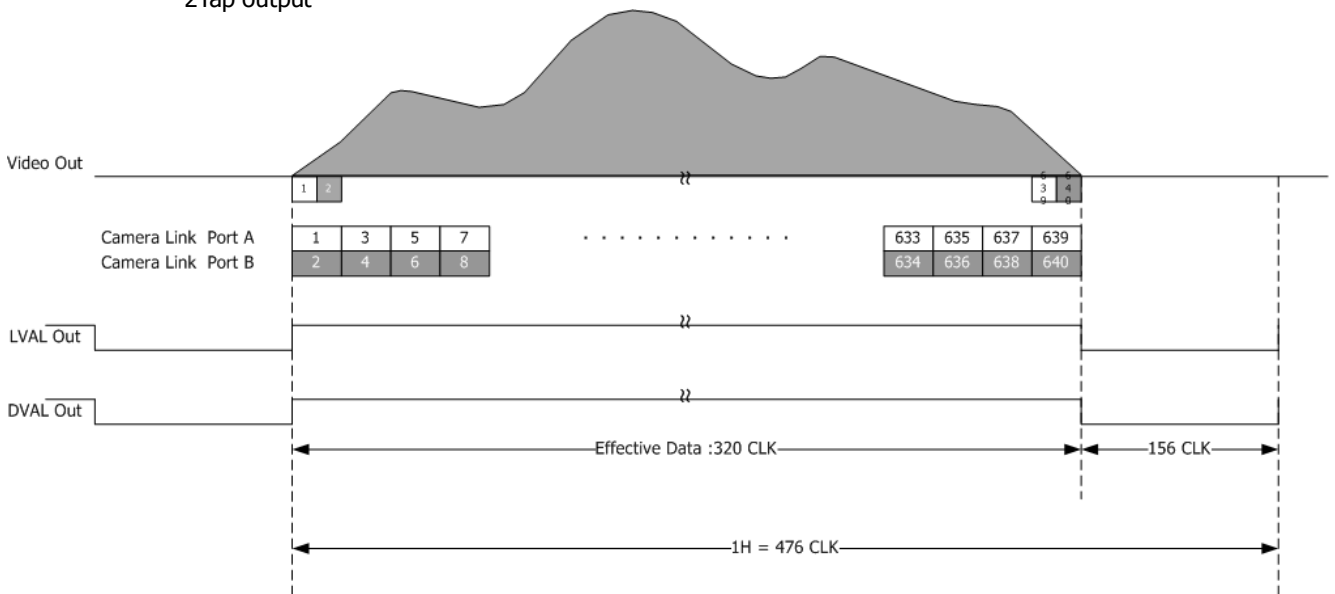 2Tap output
Video Out
1 2 639 640
Camera Link Port A 1 3 5 7 · · · · · · · · · · · · 633 635 637 639
Camera Link Port B 2 4 6 8 634 636 638 640
LVAL Out
DVAL Out
Effective Data :320 CLK 156 CLK
1H = 476 CLK